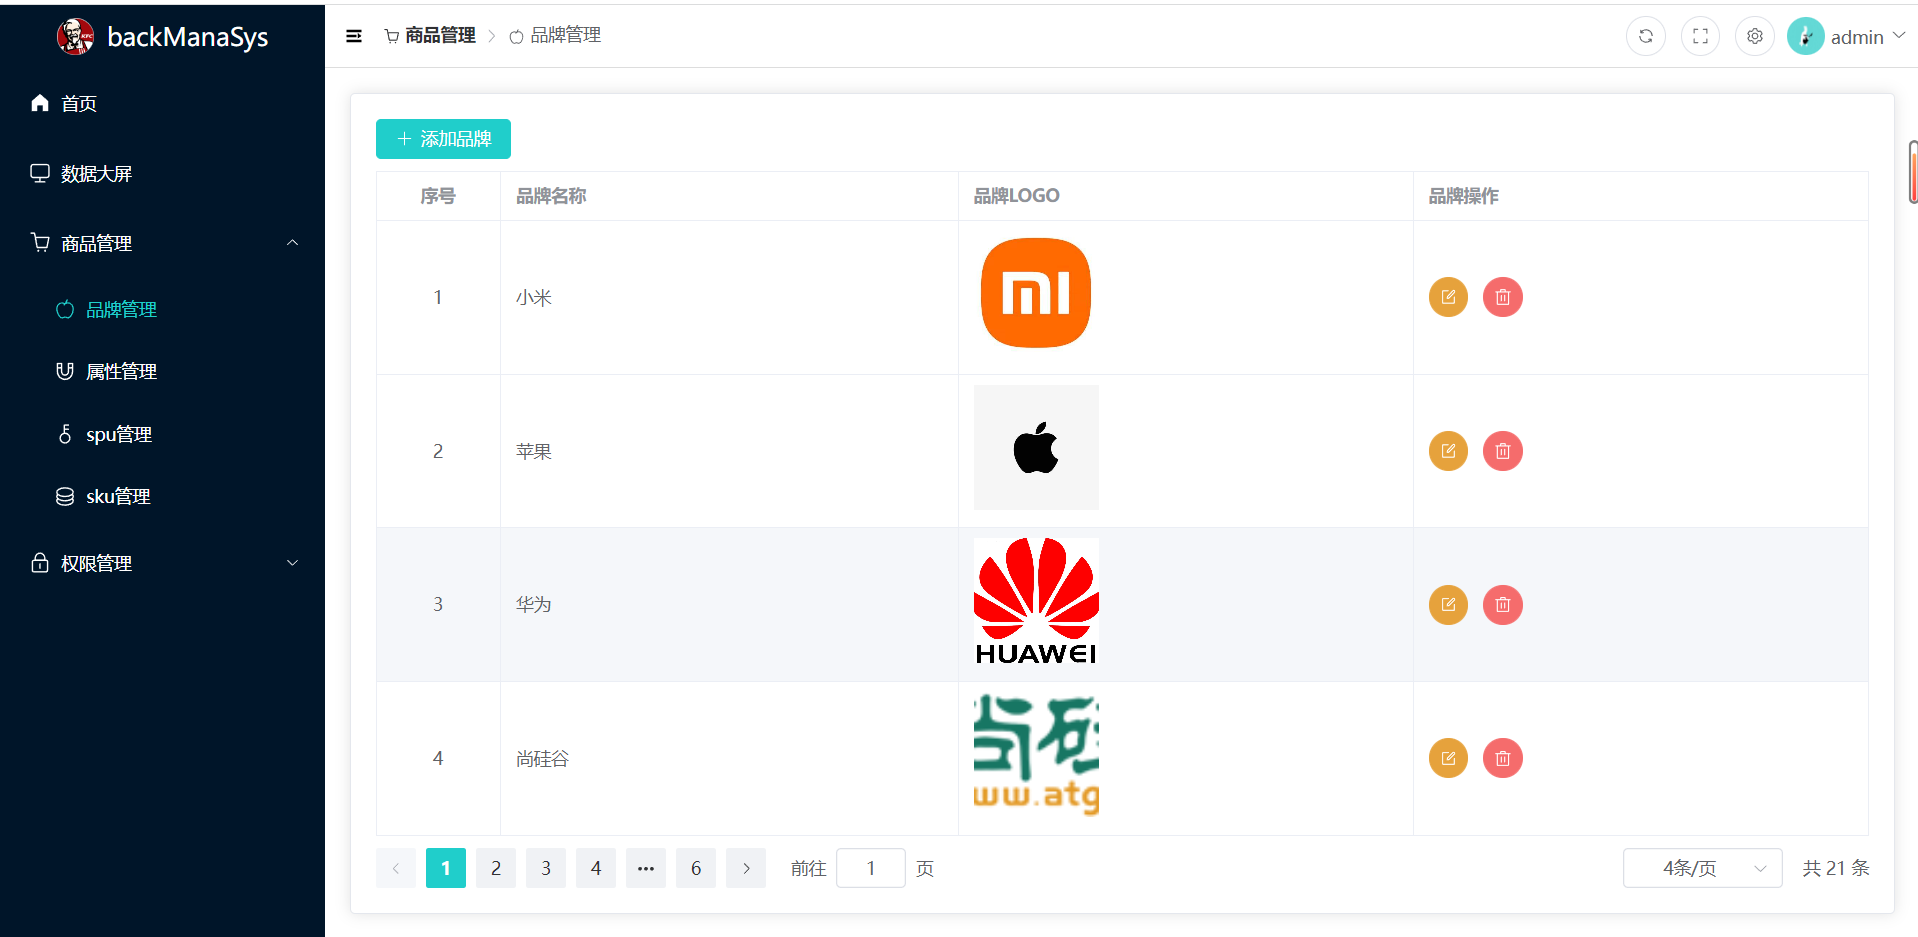 backManaSys
首页
数据大屏
商品管理
品牌管理
属性管理
spu管理
sku管理
权限管理
商品管理 品牌管理
admin
添加品牌
序号 品牌名称 品牌LOGO 品牌操作
1 小米 mi
2 苹果
3 华为 HUAWEI
4 尚硅谷 尚硅
ww.atg
1 2 3 4 ··· 6 前往 1 页 4条/页 共 21 条